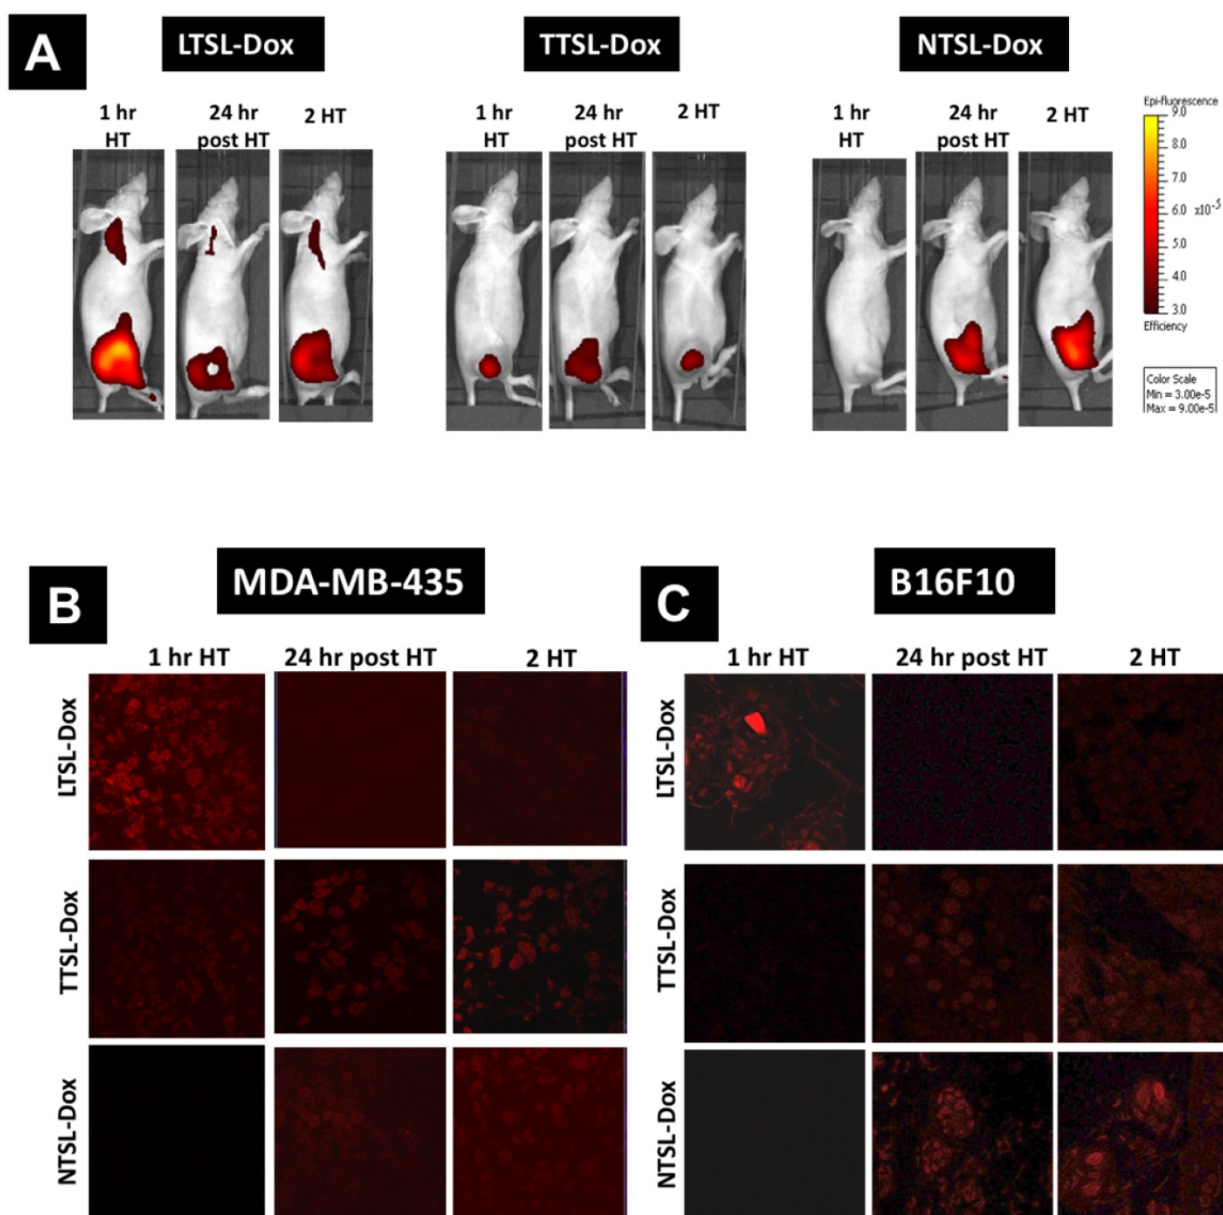 A
LTSL-Dox
TTSL-Dox
NTSL-Dox
1 hr
HT
24 hr
post HT
2 HT
1 hr
HT
24 hr
post HT
2 HT
1 hr
HT
24 hr
post HT
2 HT
Epi-fluorescence
9.0
8.0
7.0
6.0
x10-5
5.0
4.0
3.0
Efficiency
Color Scale
Min = 3.00e-5
Max = 9.00e-5
B
MDA-MB-435
1 hr HT
24 hr post HT
2 HT
LTSL-Dox
TTSL-Dox
NTSL-Dox
C
B16F10
1 hr HT
24 hr post HT
2 HT
LTSL-Dox
TTSL-Dox
NTSL-Dox